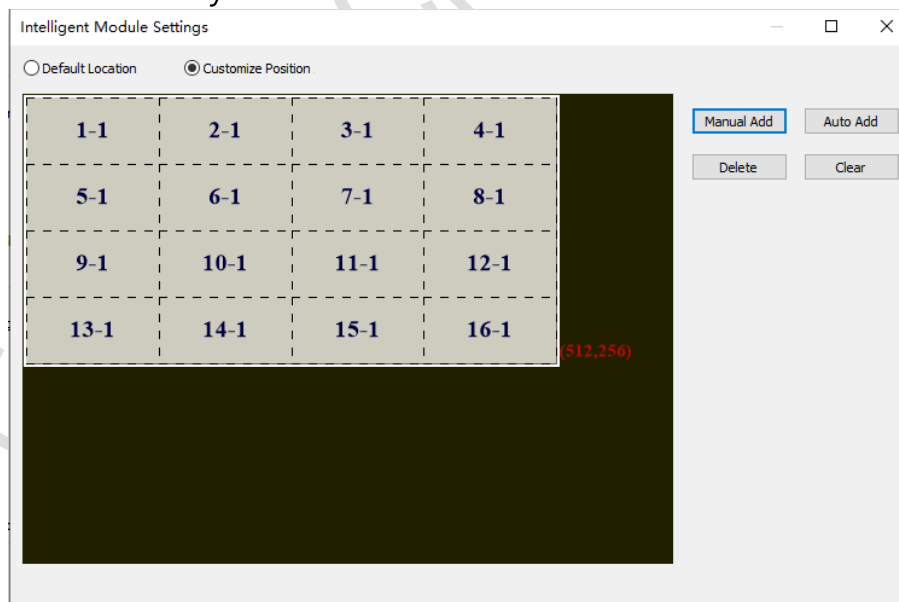 Intelligent Module Settings
Default Location Customize Position
Manual Add Auto Add
Delete Clear
1-1 2-1 3-1 4-1
5-1 6-1 7-1 8-1
9-1 10-1 11-1 12-1
13-1 14-1 15-1 16-1
(512,256)